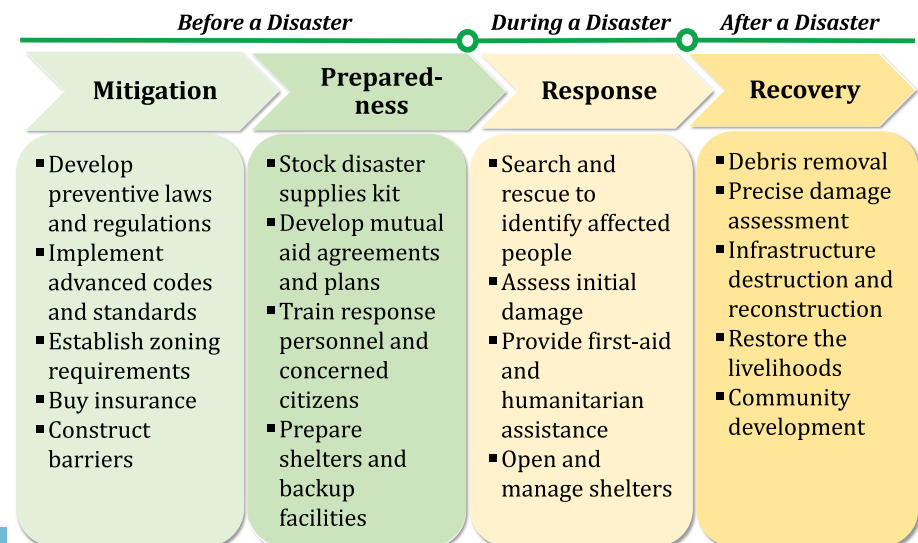 Before a Disaster
During a Disaster
After a Disaster
Mitigation
Prepared-
ness
Response
Recovery
▪Develop
preventive laws
and regulations
▪Implement
advanced codes
and standards
▪Establish zoning
requirements
▪Buy insurance
▪Construct
barriers
▪Stock disaster
supplies kit
▪Develop mutual
aid agreements
and plans
▪Train response
personnel and
concerned
citizens
▪Prepare
shelters and
backup
facilities
▪Search and
rescue to
identify affected
people
▪Assess initial
damage
▪Provide first-aid
and
humanitarian
assistance
▪Open and
manage shelters
▪Debris removal
▪Precise damage
assessment
▪Infrastructure
destruction and
reconstruction
▪Restore the
livelihoods
▪Community
development